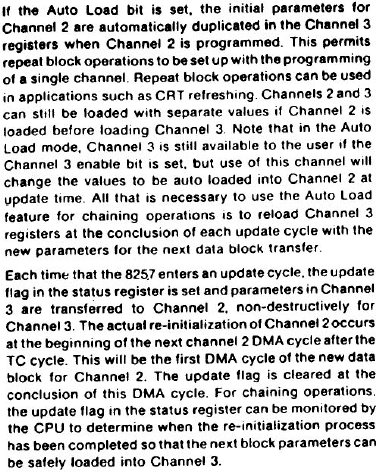 If the Auto Load bit is set, the initial parameters for
Channel 2 are automatically duplicated in the Channel 3
registers when Channel 2 is programmed. This permits
repeat block operations to be set up with the programming
of a single channel. Repeat block operations can be used
in applications such as CRT refreshing. Channels 2 and 3
can still be loaded with separate values if Channel 2 is
loaded before loading Channel 3. Note that in the Auto
Load mode, Channel 3 is still available to the user if the
Channel 3 enable bit is set, but use of this channel will
change the values to be auto loaded into Channel 2 at
update time. All that is necessary to use the Auto Load
feature for chaining operations is to reload Channel 3
registers at the conclusion of each update cycle with the
new parameters for the next data block transfer.
Each time that the 8257 enters an update cycle, the update
flag in the status register is set and parameters in Channel
3 are transferred to Channel 2, non-destructively for
Channel 3. The actual re-initialization of Channel 2 occurs
at the beginning of the next channel 2 DMA cycle after the
TC cycle. This will be the first DMA cycle of the new data
block for Channel 2. The update flag is cleared at the
conclusion of this DMA cycle. For chaining operations,
the update flag in the status register can be monitored by
the CPU to determine when the re-initialization process
has been completed so that the next block parameters can
be safely loaded into Channel 3.